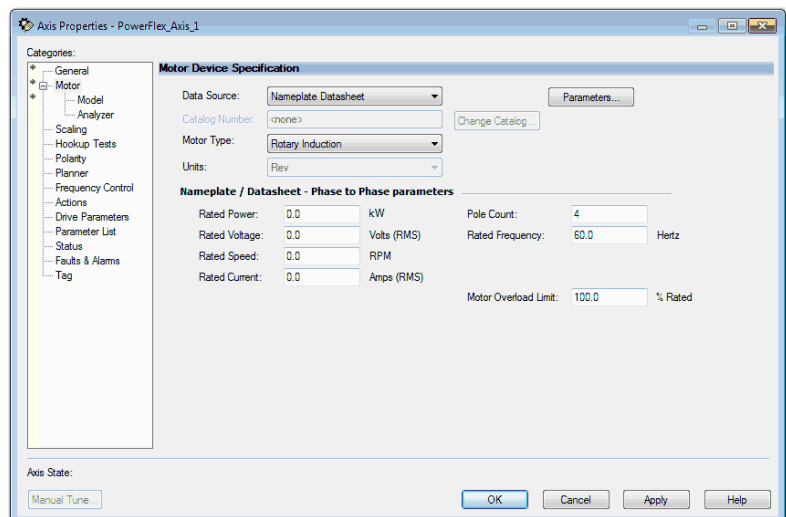 Axis Properties - PowerFlex_Axis_1
Categories:
* General
* Motor
* Model
Analyzer
Scaling
Hookup Tests
Polarity
Planner
Frequency Control
Actions
Drive Parameters
Parameter List
Status
Faults & Alarms
Tag
Motor Device Specification
Data Source: Nameplate Datasheet Parameters...
Catalog Number: <none> Change Catalog...
Motor Type: Rotary Induction
Units: Rev
Nameplate / Datasheet - Phase to Phase parameters
Rated Power: 0.0 kW Pole Count: 4
Rated Voltage: 0.0 Volts (RMS) Rated Frequency: 60.0 Hertz
Rated Speed: 0.0 RPM
Rated Current: 0.0 Amps (RMS)
Motor Overload Limit: 100.0 % Rated
Axis State:
Manual Tune... OK Cancel Apply Help